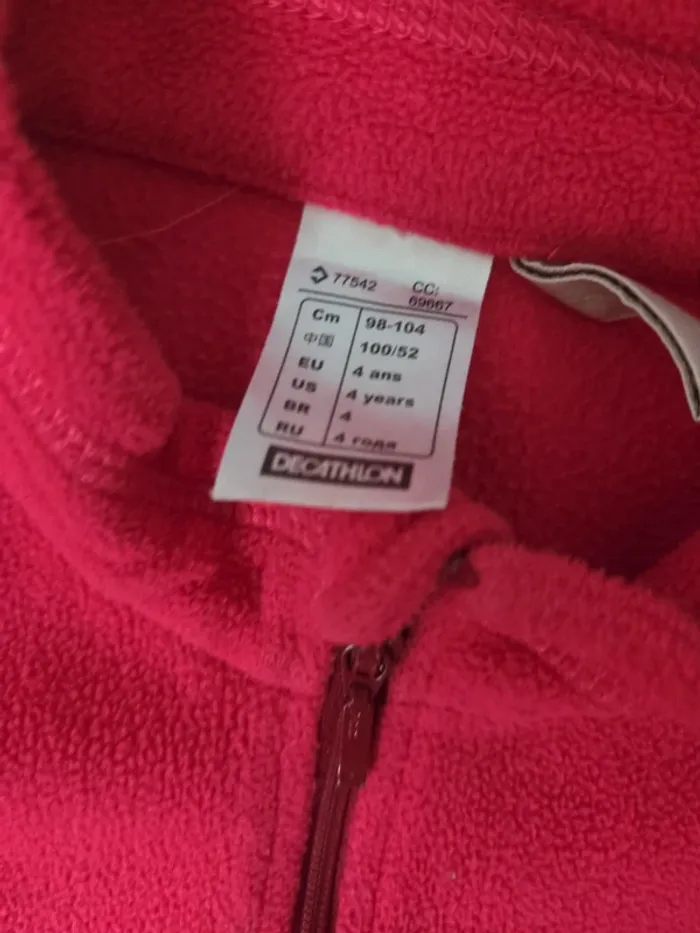 77542 CC: 69667
Cm 98-104
中国 100/52
EU 4 ans
US 4 years
BR 4
RU 4 года
DECATHLON